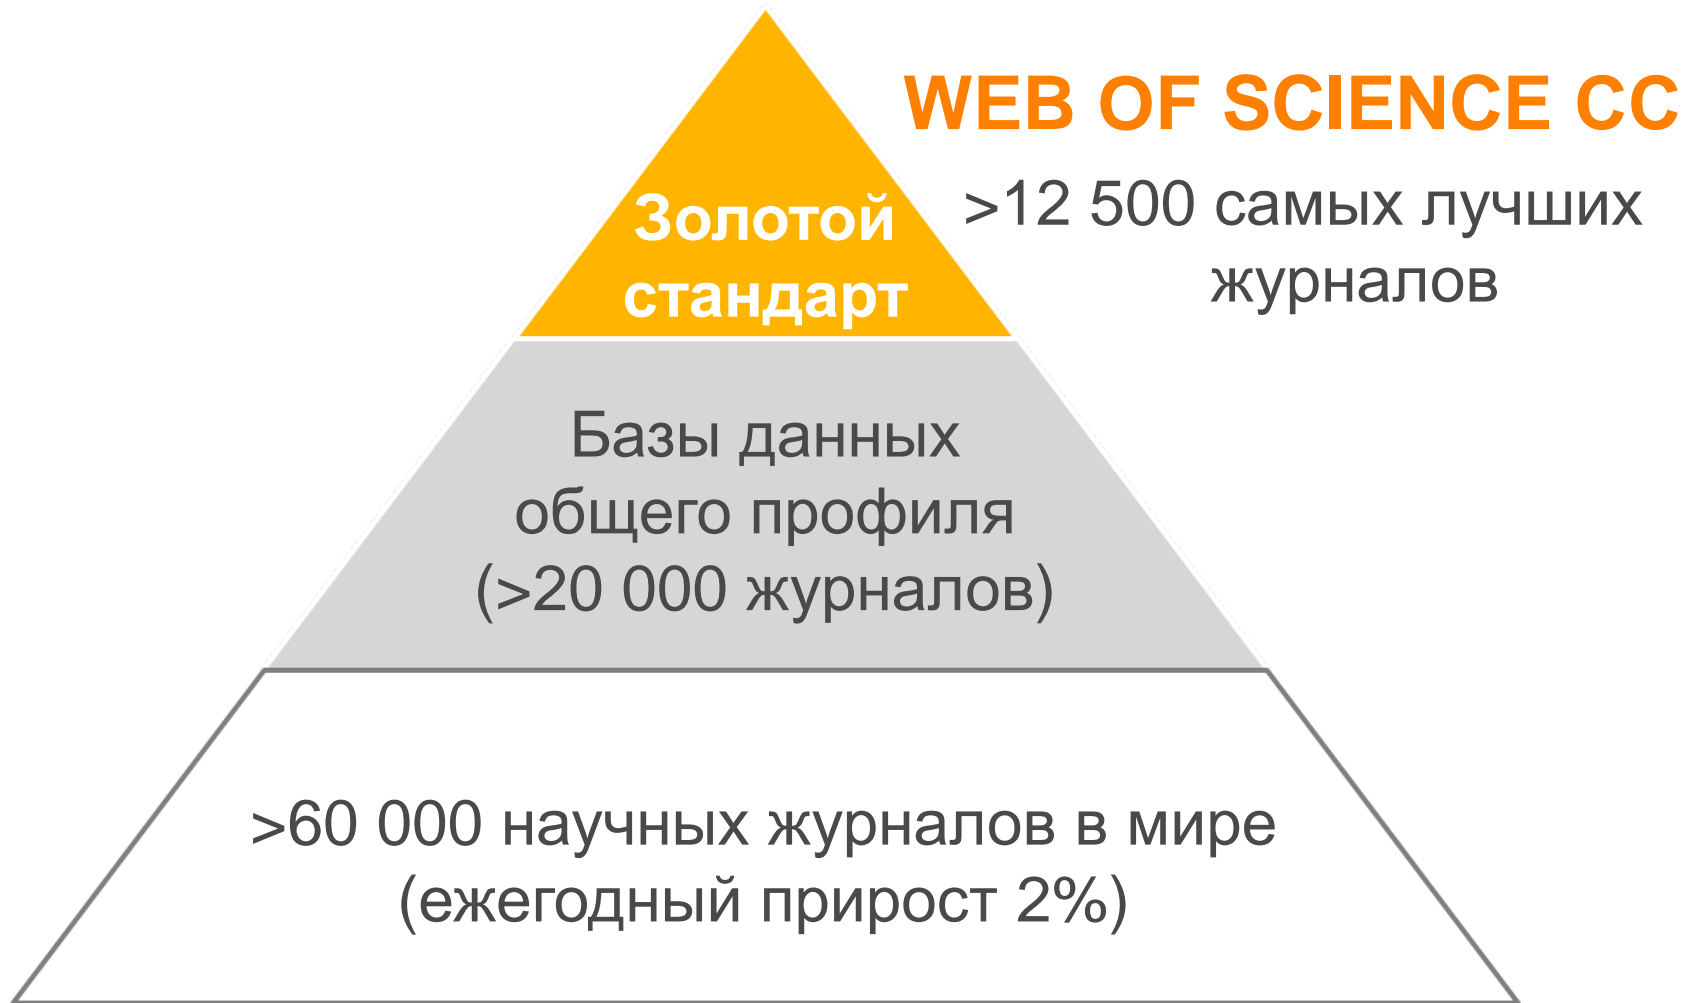 WEB OF SCIENCE CC
>12 500 самых лучших
журналов
Золотой
стандарт
Базы данных
общего профиля
(>20 000 журналов)
>60 000 научных журналов в мире
(ежегодный прирост 2%)